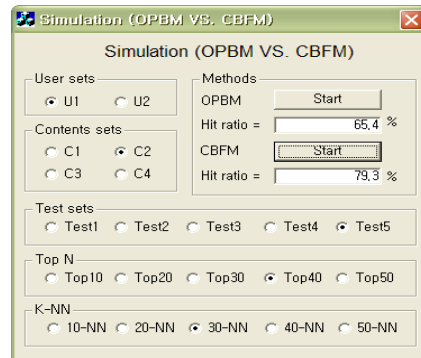 Simulation (OPBM VS. CBFM)
Simulation (OPBM VS. CBFM)
User sets
U1 U2
Contents sets
C1 C2
C3 C4
Methods
OPBM Start
Hit ratio = 65,4 %
CBFM Start
Hit ratio = 79,3 %
Test sets
Test1 Test2 Test3 Test4 Test5
Top N
Top10 Top20 Top30 Top40 Top50
K-NN
10-NN 20-NN 30-NN 40-NN 50-NN